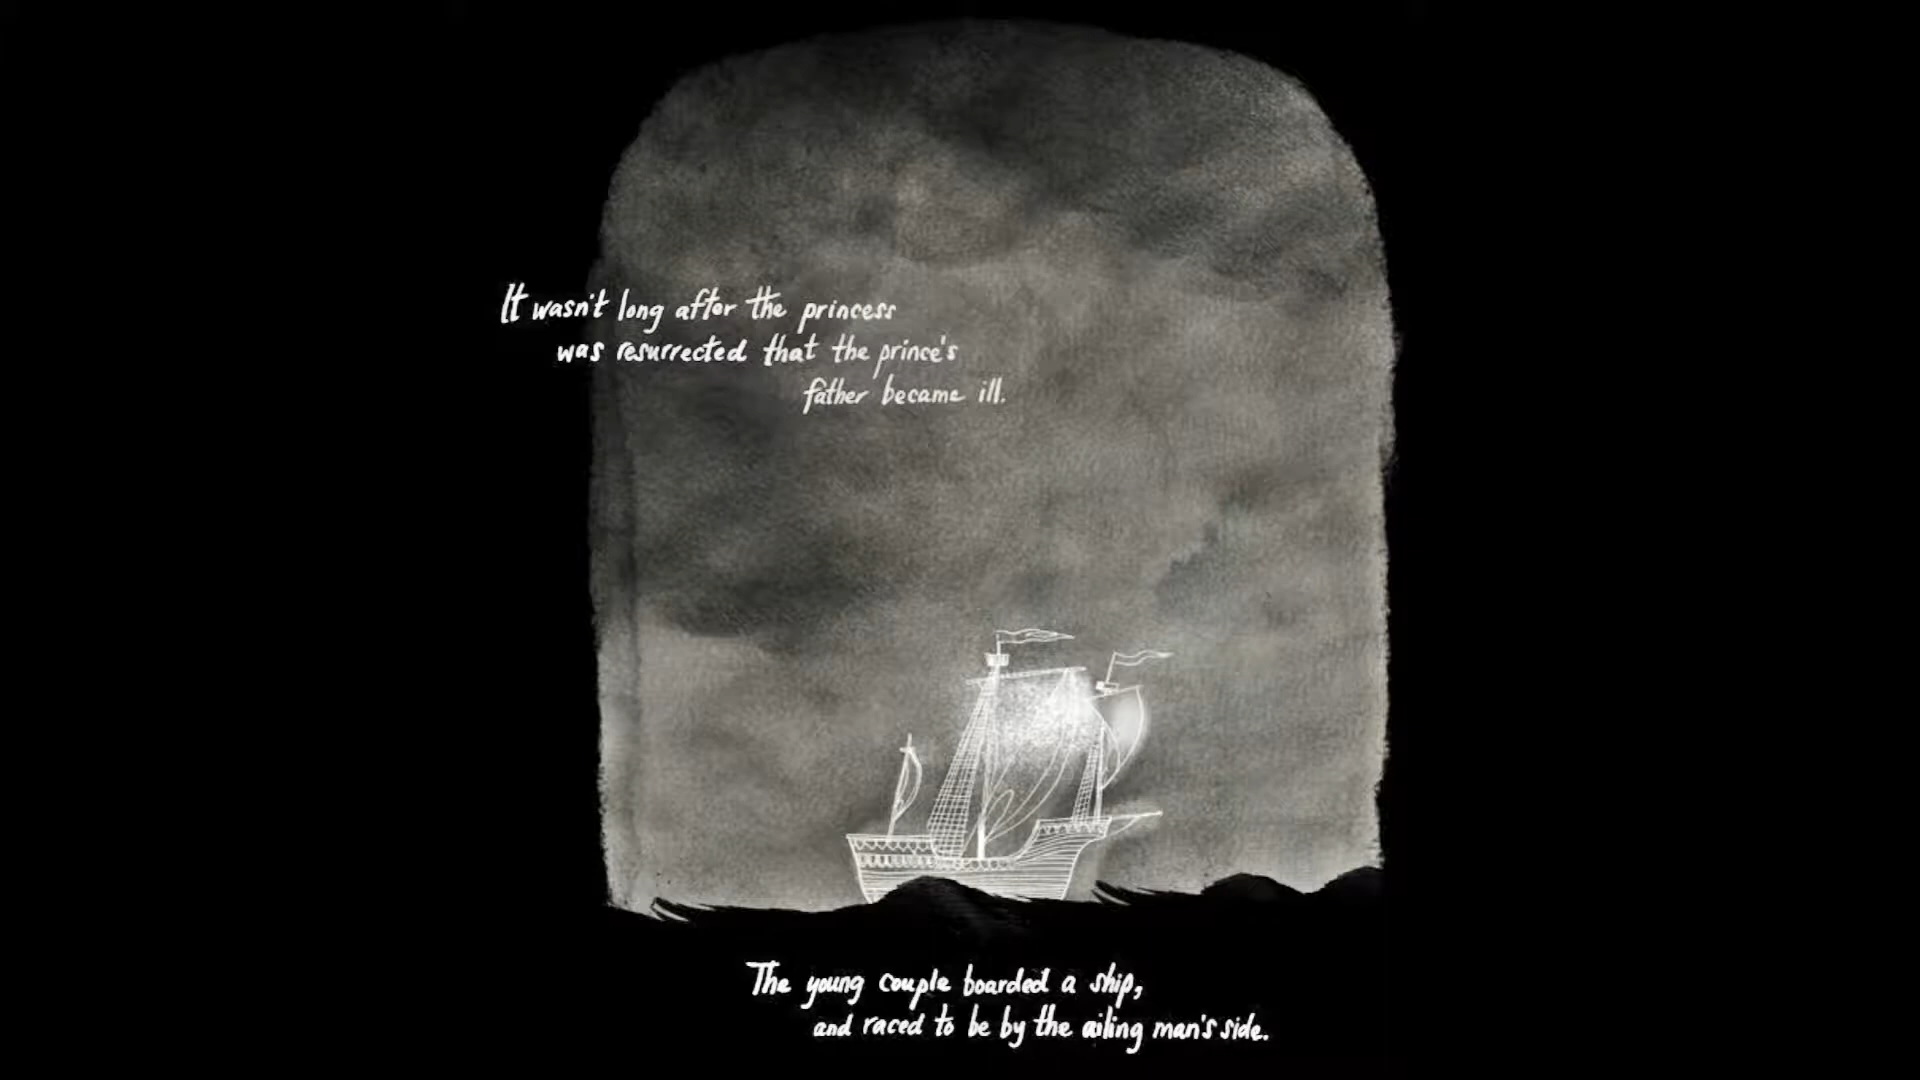 It wasn't long after the princess
was resurrected that the prince's
father became ill.
The young couple boarded a ship,
and raced to be by the ailing man's side.